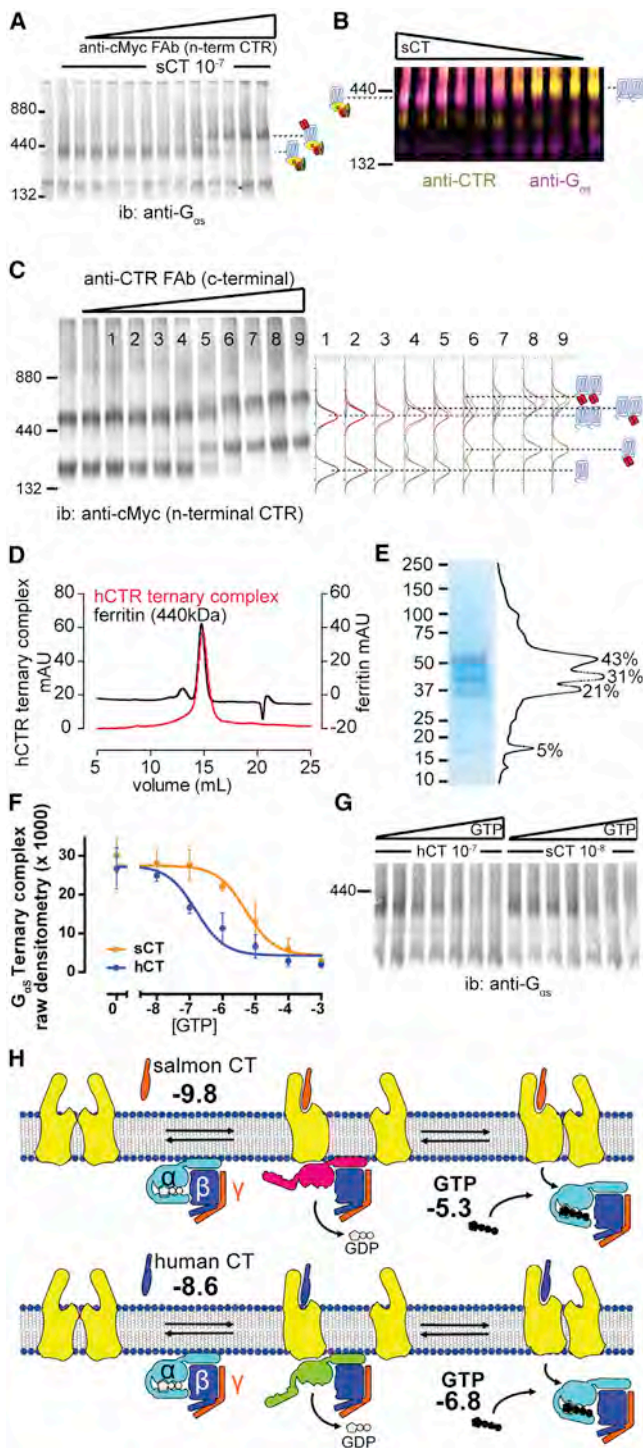 A
anti-cMyc FAb (n-term CTR)
sCT 10⁻⁷
880
440
132
ib: anti-Gαs
B
sCT
440
132
anti-CTR anti-Gαs
C
anti-CTR FAb (c-terminal)
1 2 3 4 5 6 7 8 9
1 2 3 4 5 6 7 8 9
880
440
132
ib: anti-cMyc (n-terminal CTR)
D
hCTR ternary complex
mAU
80
60
40
20
0
hCTR ternary complex
ferritin (440kDa)
60
40
20
0
-20
ferritin mAU
5 10 15 20 25
volume (mL)
E
250
150
100
75
50
37
25
20
15
10
43%
31%
21%
5%
F
Gαs Ternary complex
raw densitometry (x 1000)
30
20
10
0
sCT
hCT
0 -8 -7 -6 -5 -4 -3
[GTP]
G
GTP GTP
hCT 10⁻⁷ sCT 10⁻⁸
440
ib: anti-Gαs
H
salmon CT
-9.8
α β γ
GDP
GTP
-5.3
human CT
-8.6
α β γ
GDP
GTP
-6.8